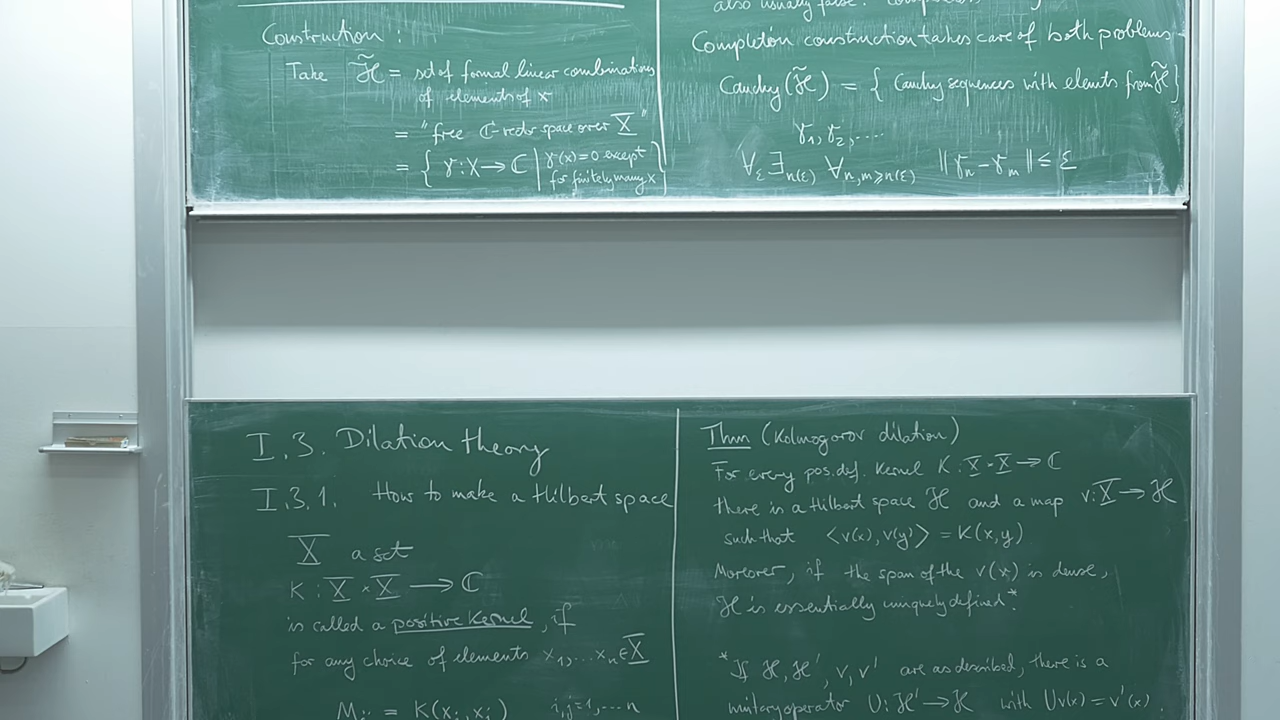 Construction :
Take H̃ = set of formal linear combinations
of elements of x
= "free ℂ-vector space over X"
= { γ: X → ℂ | γ(x) = 0 except
for finitely many x }
also usually false.
Completion construction takes care of both problems
Cauchy(H̃) = { Cauchy sequences with elements from H̃ }
γ₁, γ₂, ....
∀ε ∃n(ε) ∀n,m≥n(ε) ‖γn − γm‖ ≤ ε
I.3. Dilation theory
I.3.1. How to make a Hilbert space
X a set
K : X × X → ℂ
is called a positive kernel, if
for any choice of elements x₁,... xn ∈ X
Mij = K(xi, xj) i,j=1,.... n
Thm (Kolmogorov dilation)
For every pos. def. kernel K : X × X → ℂ
there is a Hilbert space H and a map v: X → H
such that ⟨v(x), v(y)⟩ = K(x,y)
Moreover, if the span of the v(x) is dense,
H is essentially uniquely defined*.
*If H, H', v, v' are as described, there is a
unitary operator U: H' → H with Uv(x) = v'(x).